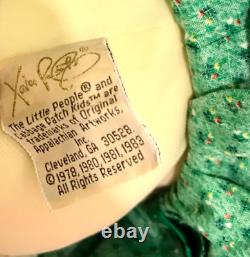 Xavier Roberts
The Little People® and
Cabbage Patch Kids™ are
trademarks of Original
Appalachian Artworks,
Inc.
Cleveland, GA 30528.
©1978, 1980, 1981, 1983
All Rights Reserved